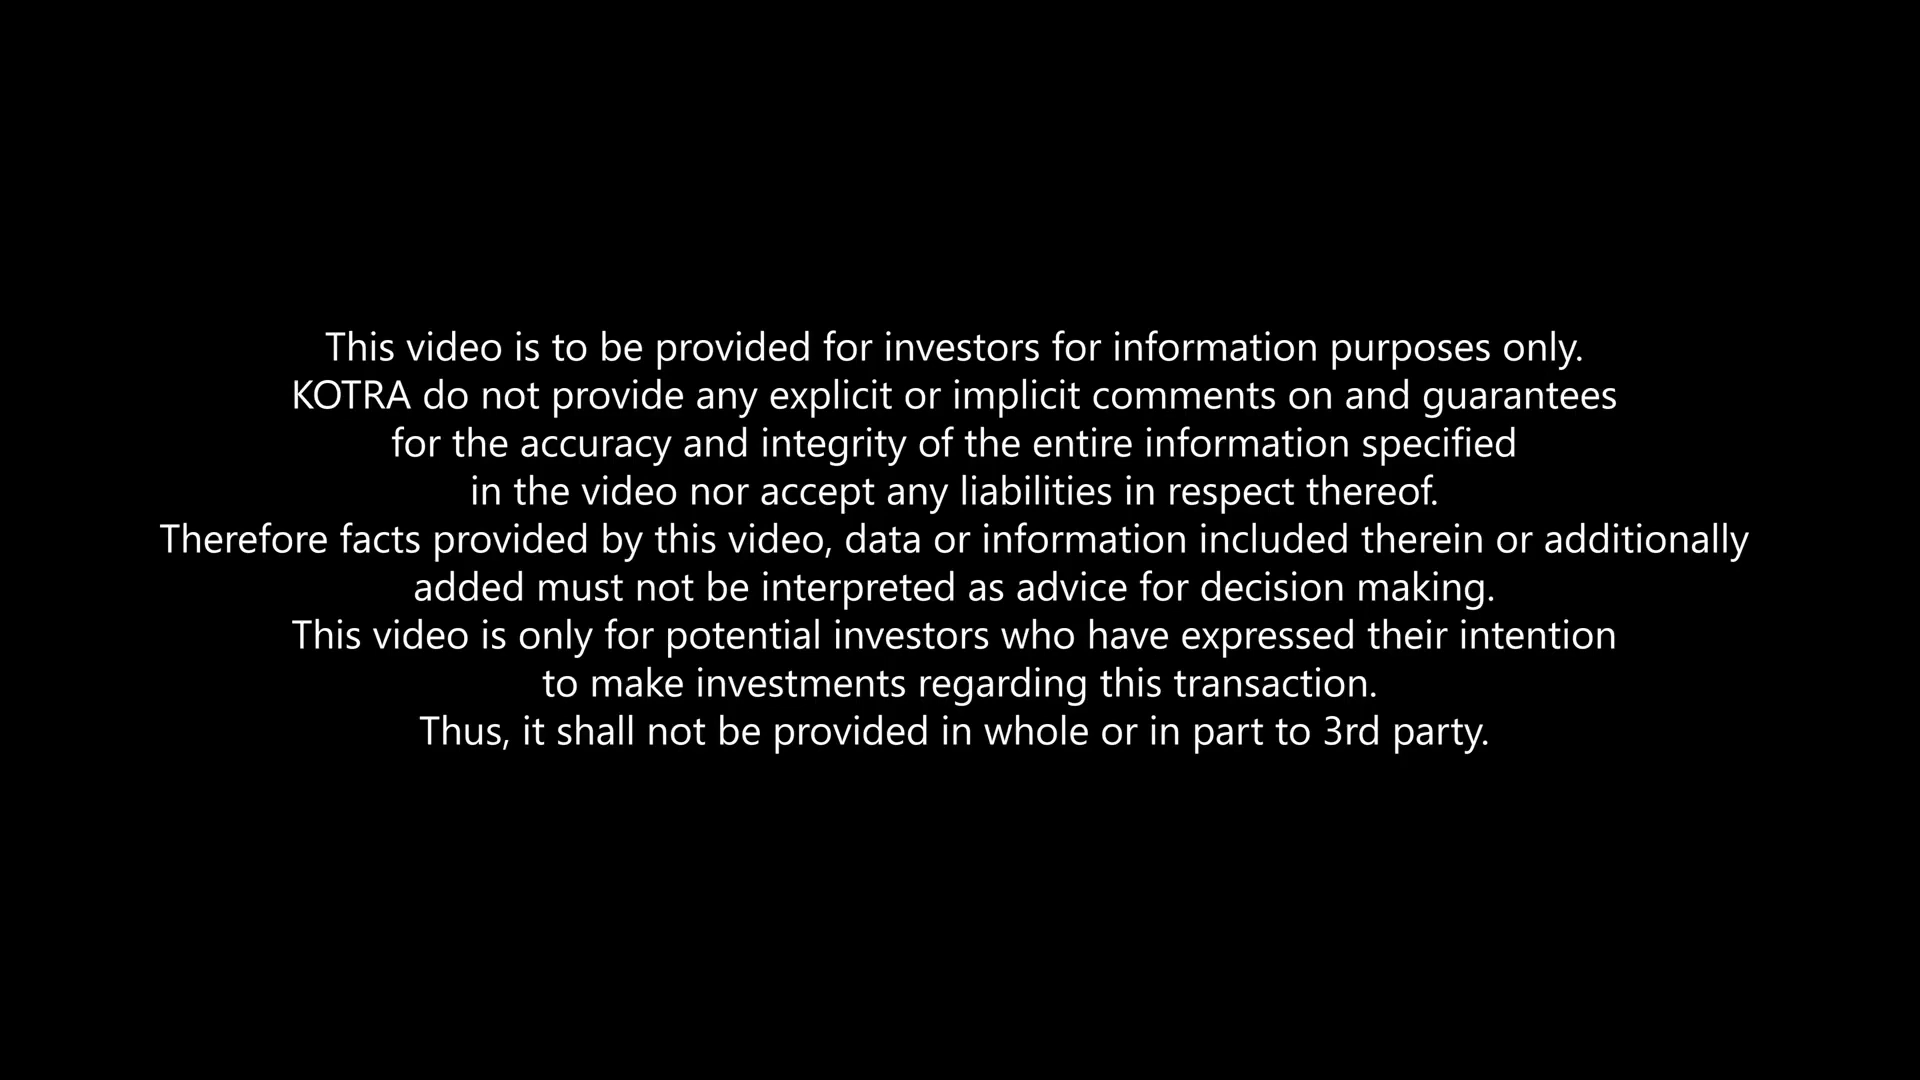 This video is to be provided for investors for information purposes only.
KOTRA do not provide any explicit or implicit comments on and guarantees
for the accuracy and integrity of the entire information specified
in the video nor accept any liabilities in respect thereof.
Therefore facts provided by this video, data or information included therein or additionally
added must not be interpreted as advice for decision making.
This video is only for potential investors who have expressed their intention
to make investments regarding this transaction.
Thus, it shall not be provided in whole or in part to 3rd party.